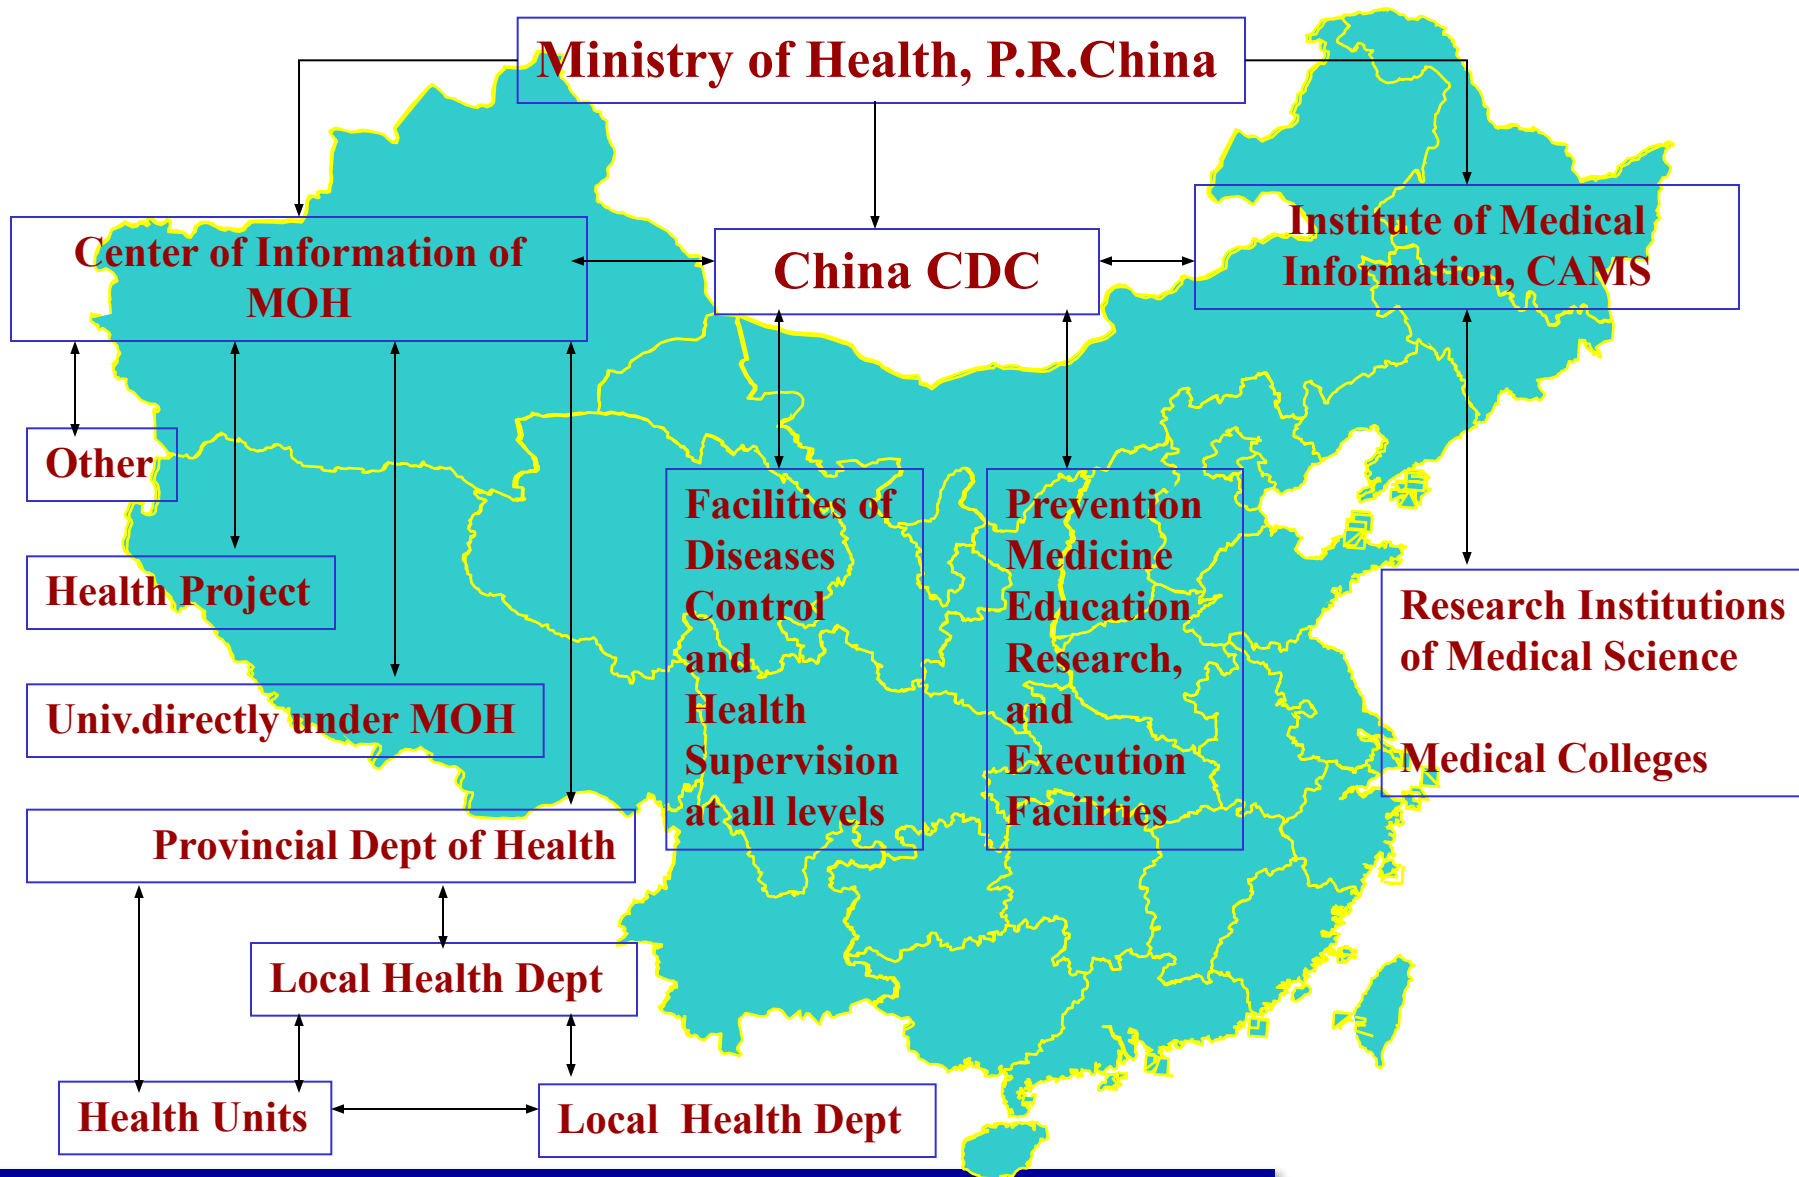 Ministry of Health, P.R.China
Center of Information of
MOH
China CDC
Institute of Medical
Information, CAMS
Other
Health Project
Univ.directly under MOH
Provincial Dept of Health
Local Health Dept
Health Units
Local  Health Dept
Facilities of
Diseases
Control
and
Health
Supervision
at all levels
Prevention
Medicine
Education
Research,
and
Execution
Facilities
Research Institutions
of Medical Science
Medical Colleges